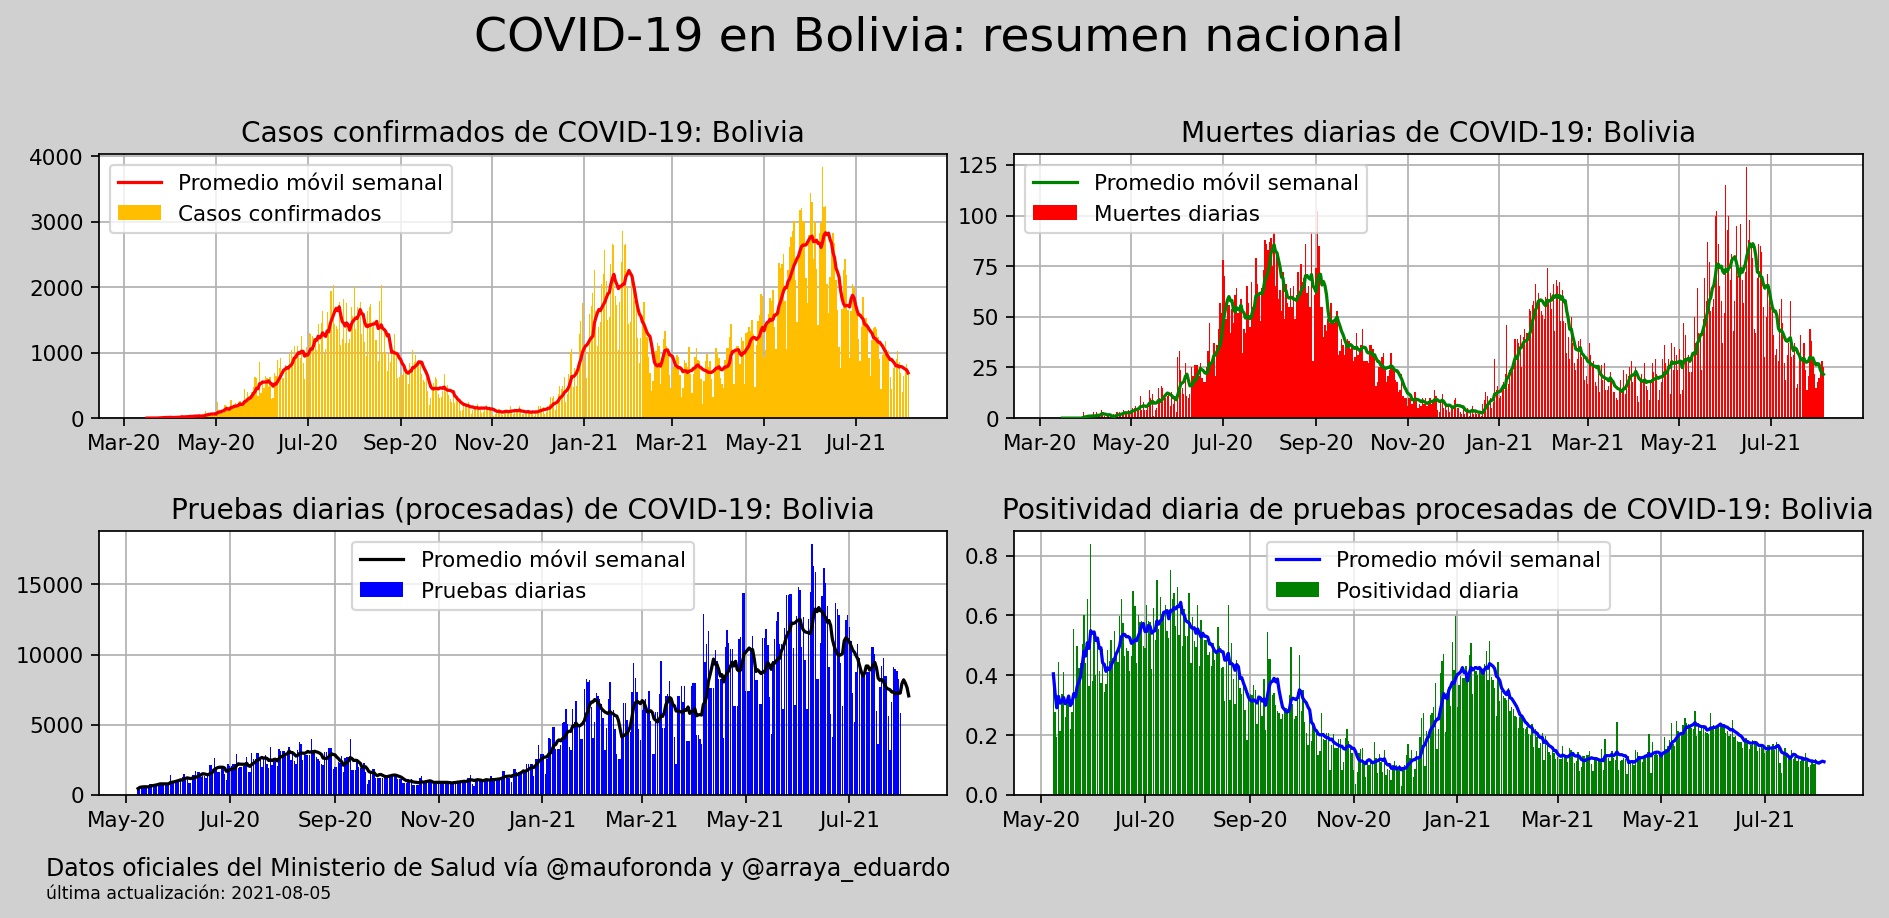 COVID-19 en Bolivia: resumen nacional
Casos confirmados de COVID-19: Bolivia
4000
3000
2000
1000
0
Promedio móvil semanal
Casos confirmados
Mar-20 May-20 Jul-20 Sep-20 Nov-20 Jan-21 Mar-21 May-21 Jul-21
Muertes diarias de COVID-19: Bolivia
125
100
75
50
25
0
Promedio móvil semanal
Muertes diarias
Mar-20 May-20 Jul-20 Sep-20 Nov-20 Jan-21 Mar-21 May-21 Jul-21
Pruebas diarias (procesadas) de COVID-19: Bolivia
15000
10000
5000
0
Promedio móvil semanal
Pruebas diarias
May-20 Jul-20 Sep-20 Nov-20 Jan-21 Mar-21 May-21 Jul-21
Positividad diaria de pruebas procesadas de COVID-19: Bolivia
0.8
0.6
0.4
0.2
0.0
Promedio móvil semanal
Positividad diaria
May-20 Jul-20 Sep-20 Nov-20 Jan-21 Mar-21 May-21 Jul-21
Datos oficiales del Ministerio de Salud vía @mauforonda y @arraya_eduardo
última actualización: 2021-08-05